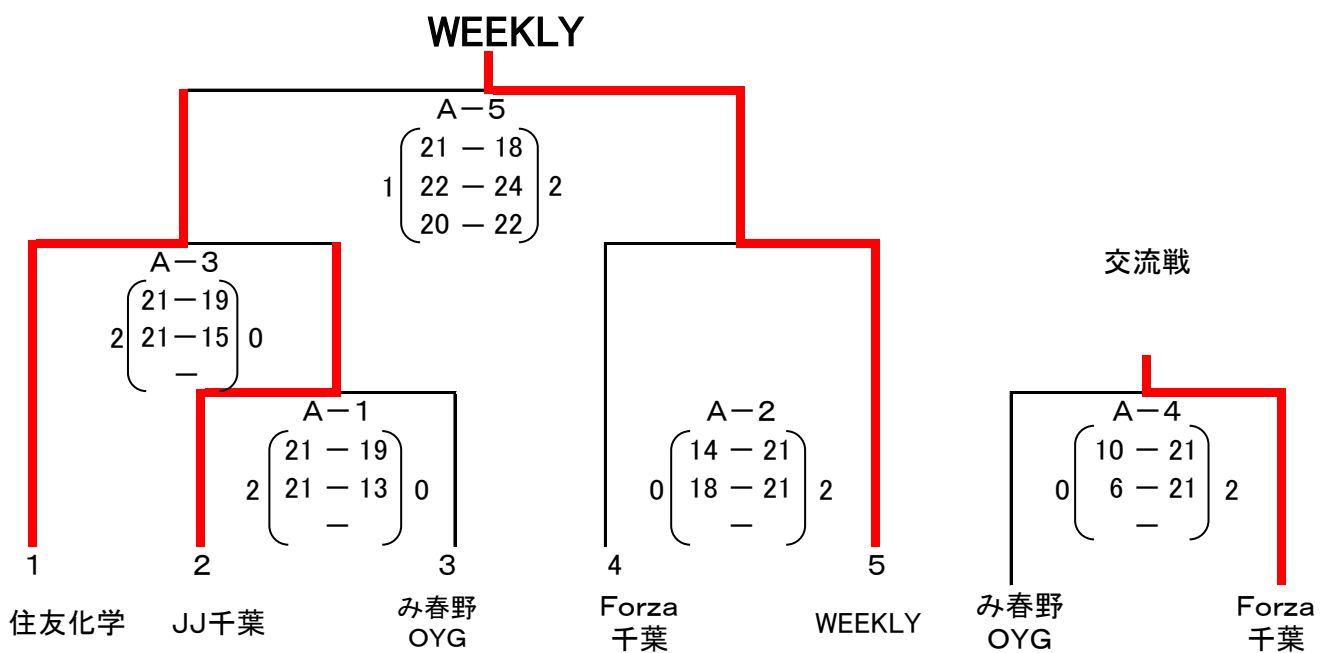 WEEKLY
A－5
21 － 18
1 22 － 24 2
20 － 22
A－3
21－19
2 21－15 0
－
交流戦
A－1
21 － 19
2 21 － 13 0
－
A－2
14 － 21
0 18 － 21 2
－
A－4
10 － 21
0 6 － 21 2
－
1 2 3 4 5
住友化学
JJ千葉
み春野
OYG
Forza
千葉
WEEKLY
み春野
OYG
Forza
千葉